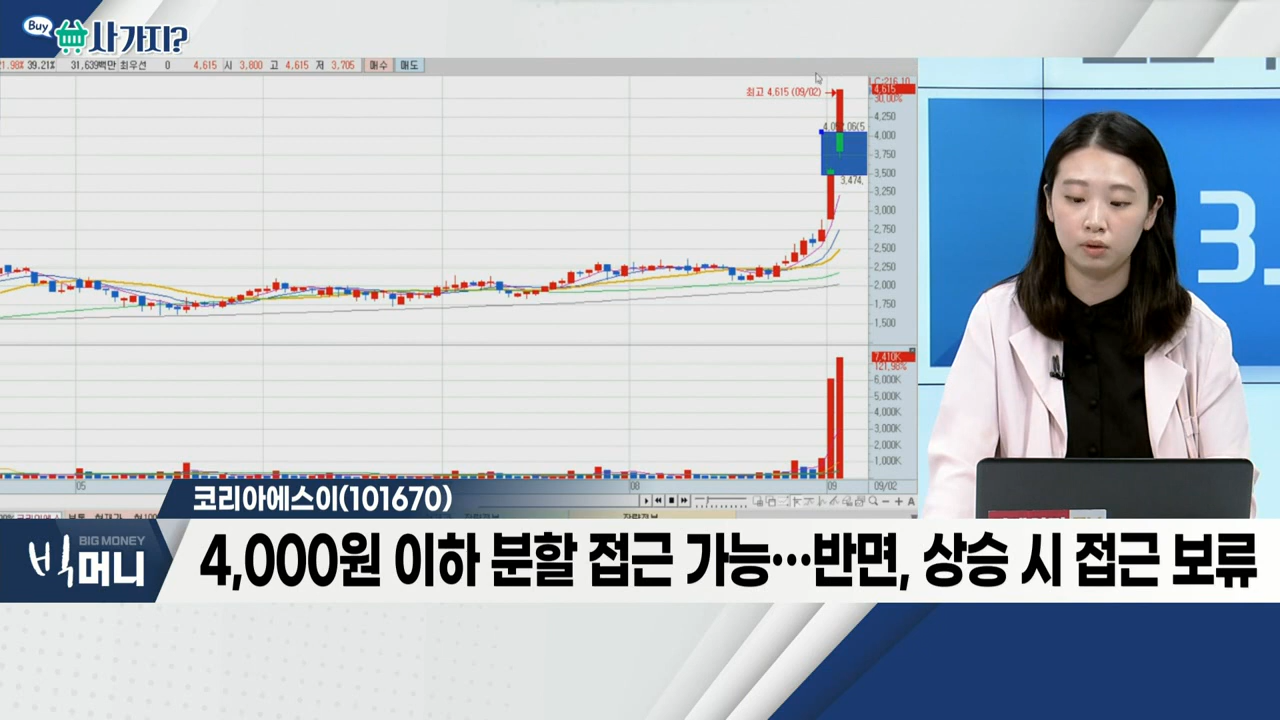 Buy
사가지?
21.98% 39.21% 31,639백만 최우선 0 4,615 시 3,800 고 4,615 저 3,705 매수 매도
LC:216.10
최고 4,615 (09/02)
4,615
30.00%
4,250
4,000
3,750
3,500
3,474,
3,250
3,000
2,750
2,500
2,250
2,000
1,750
1,500
3.
7,410K
121.98%
6,000K
5,000K
4,000K
3,000K
2,000K
1,000K
05
08
09
09/02
코리아에스이(101670)
BIG MONEY
빅머니
4,000원 이하 분할 접근 가능…반면, 상승 시 접근 보류